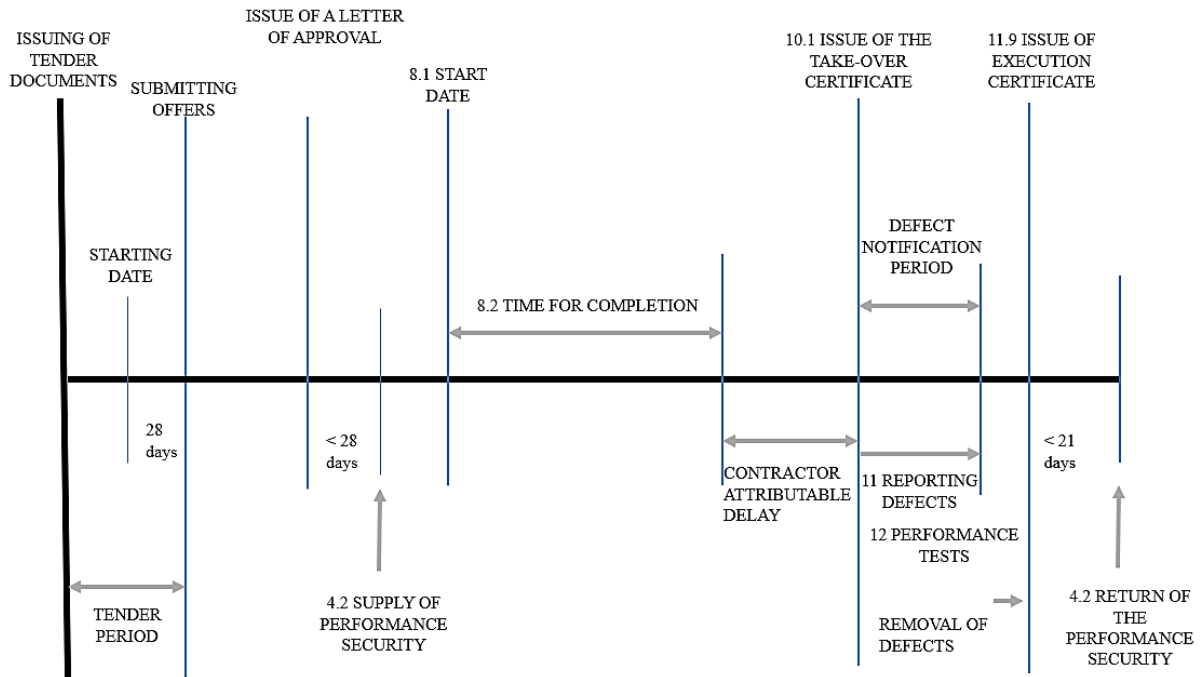 ISSUING OF
TENDER
DOCUMENTS
SUBMITTING
OFFERS
ISSUE OF A LETTER
OF APPROVAL
8.1 START
DATE
10.1 ISSUE OF THE
TAKE-OVER
CERTIFICATE
11.9 ISSUE OF
EXECUTION
CERTIFICATE
STARTING
DATE
8.2 TIME FOR COMPLETION
DEFECT
NOTIFICATION
PERIOD
28
days
< 28
days
CONTRACTOR
ATTRIBUTABLE
DELAY
11 REPORTING
DEFECTS
12 PERFORMANCE
TESTS
< 21
days
TENDER
PERIOD
4.2 SUPPLY OF
PERFORMANCE
SECURITY
REMOVAL OF
DEFECTS
4.2 RETURN OF
THE
PERFORMANCE
SECURITY